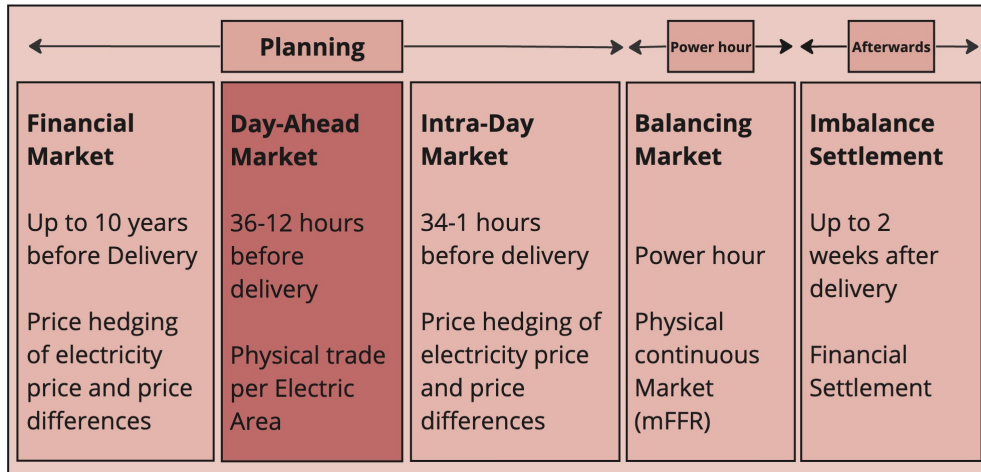 Planning
Power hour
Afterwards
Financial
Market
Up to 10 years
before Delivery
Price hedging
of electricity
price and price
differences
Day-Ahead
Market
36-12 hours
before
delivery
Physical trade
per Electric
Area
Intra-Day
Market
34-1 hours
before delivery
Price hedging of
electricity price
and price
differences
Balancing
Market
Power hour
Physical
continuous
Market
(mFFR)
Imbalance
Settlement
Up to 2
weeks after
delivery
Financial
Settlement